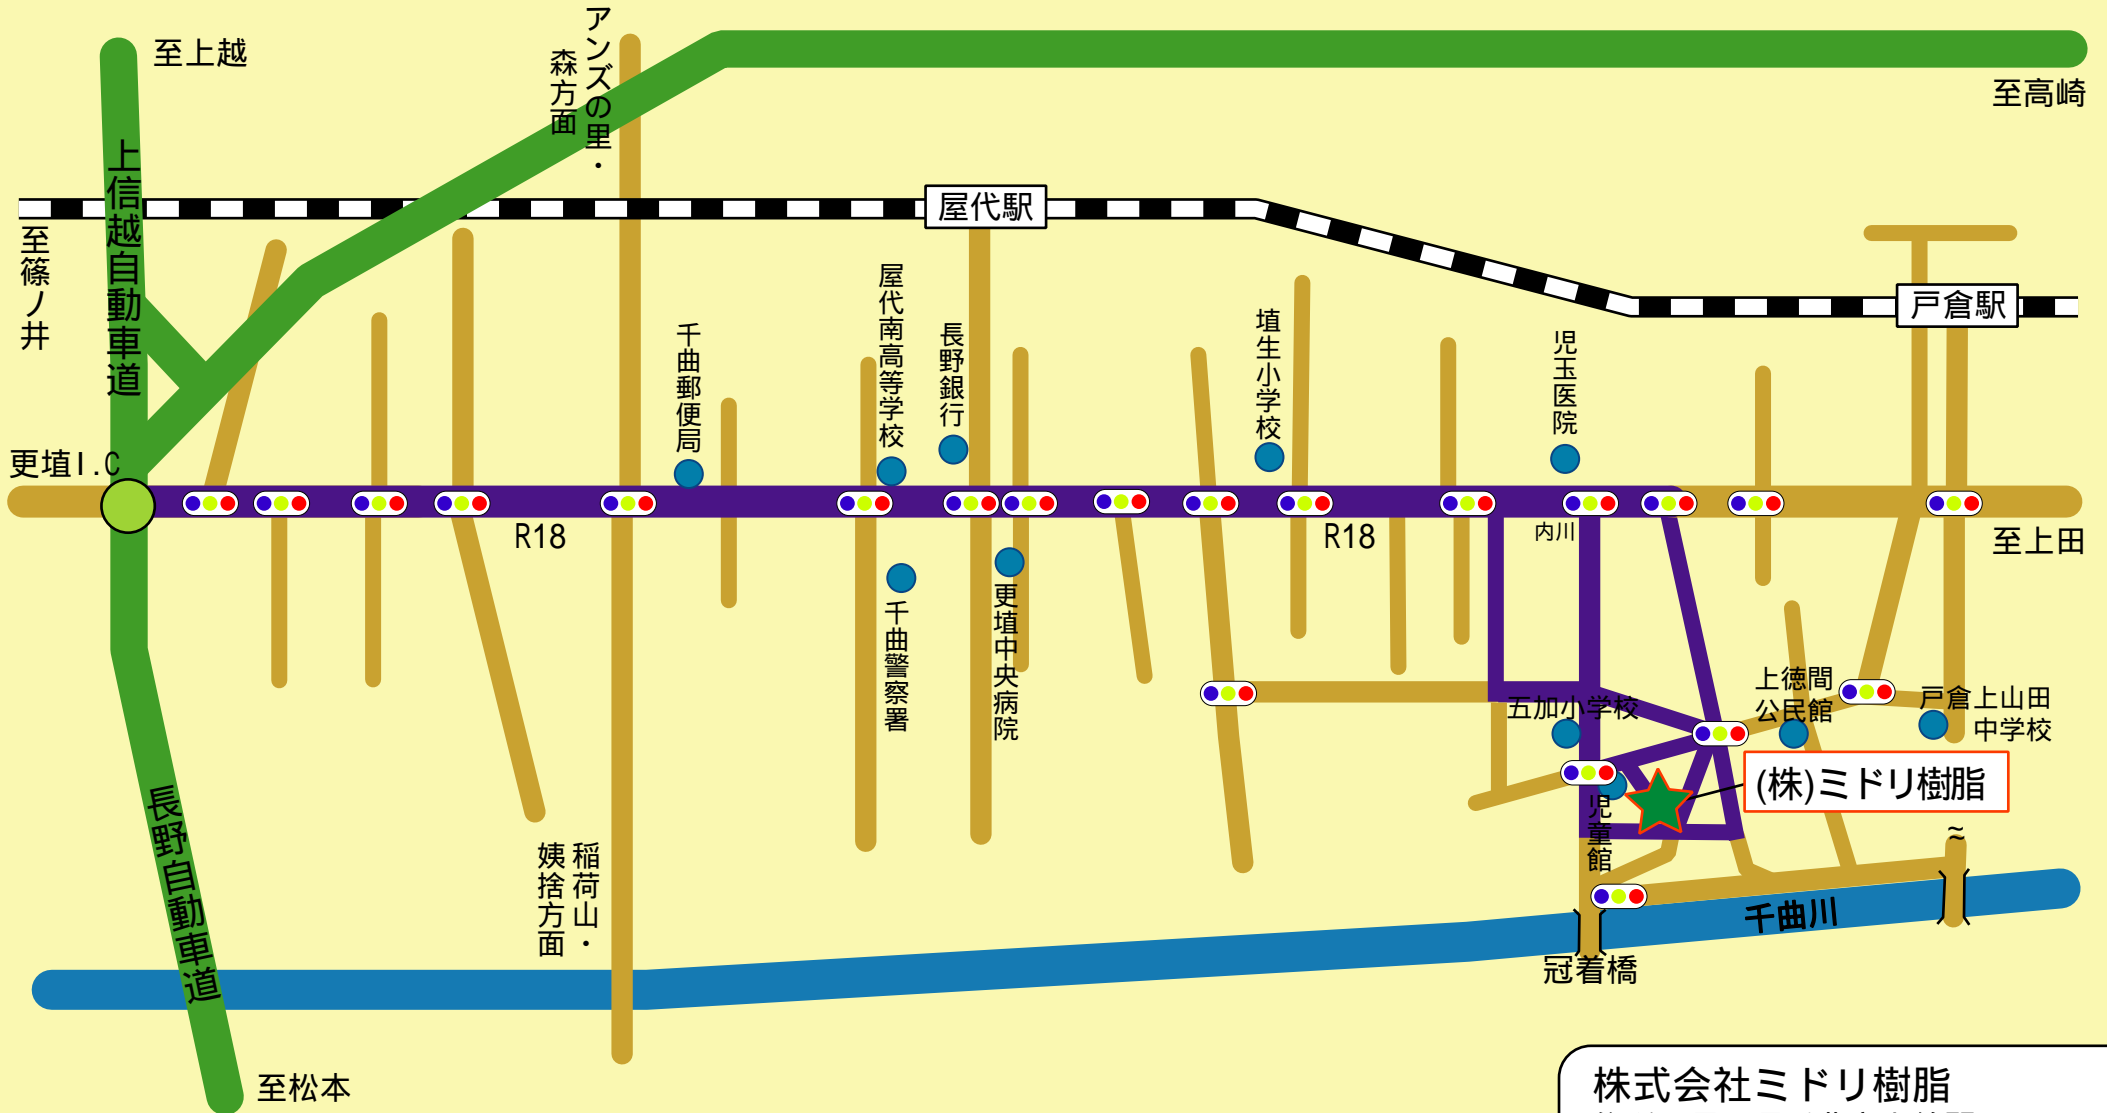 至上越
アンズの里・
森方面
至高崎
上信越自動車道
屋代駅
至篠ノ井
戸倉駅
千曲郵便局
屋代南高等学校
長野銀行
埴生小学校
児玉医院
更埴I.C
R18
R18
内川
至上田
千曲警察署
更埴中央病院
五加小学校
上徳間
公民館
戸倉上山田
中学校
(株)ミドリ樹脂
児童館
長野自動車道
稲荷山・
姨捨方面
千曲川
冠着橋
至松本
株式会社ミドリ樹脂